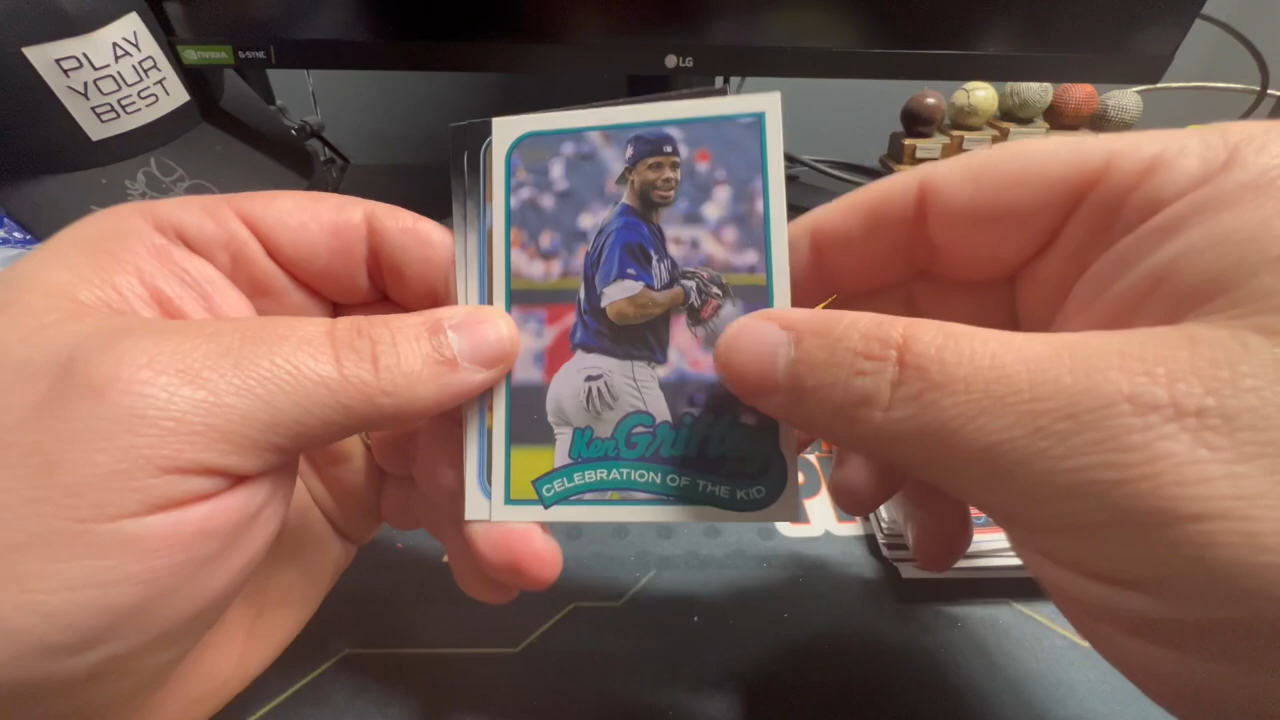 PLAY
YOUR
BEST
NVIDIA G-SYNC
LG
Ken Griffey
CELEBRATION OF THE KID